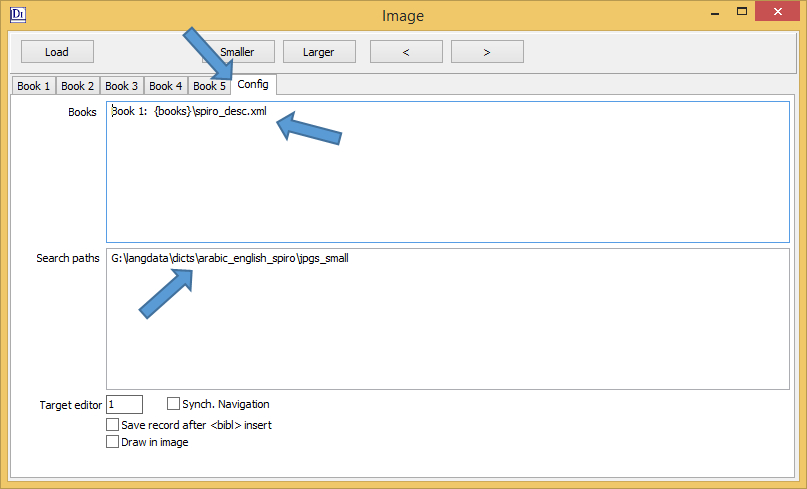 DI
Image
Load
Smaller
Larger
<
>
Book 1
Book 2
Book 3
Book 4
Book 5
Config
Books
Book 1:  {books}\spiro_desc.xml
Search paths
G:\langdata\dicts\arabic_english_spiro\jpgs_small
Target editor
1
Synch. Navigation
Save record after <bibl> insert
Draw in image